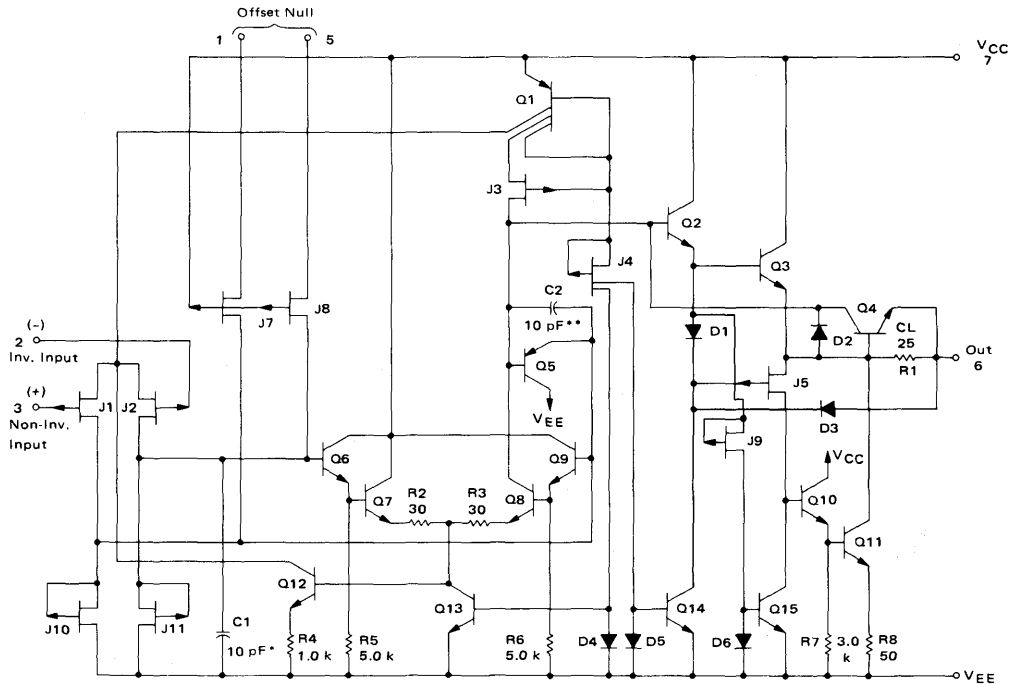 Offset Null
1 5
VCC
7
Q1
J3
Q2
J4
Q3
C2
10 pF**
J7
J8
D1
D2
Q4
CL
25
R1
Out
6
(-)
2
Inv. Input
(+)
3
Non-Inv.
Input
J1
J2
Q5
VEE
J5
D3
J9
VCC
Q6
Q7
R2
30
R3
30
Q8
Q9
Q10
Q11
Q12
Q13
Q14
Q15
J10
J11
C1
10 pF*
R4
1.0 k
R5
5.0 k
R6
5.0 k
D4
D5
D6
R7
3.0
k
R8
50
VEE